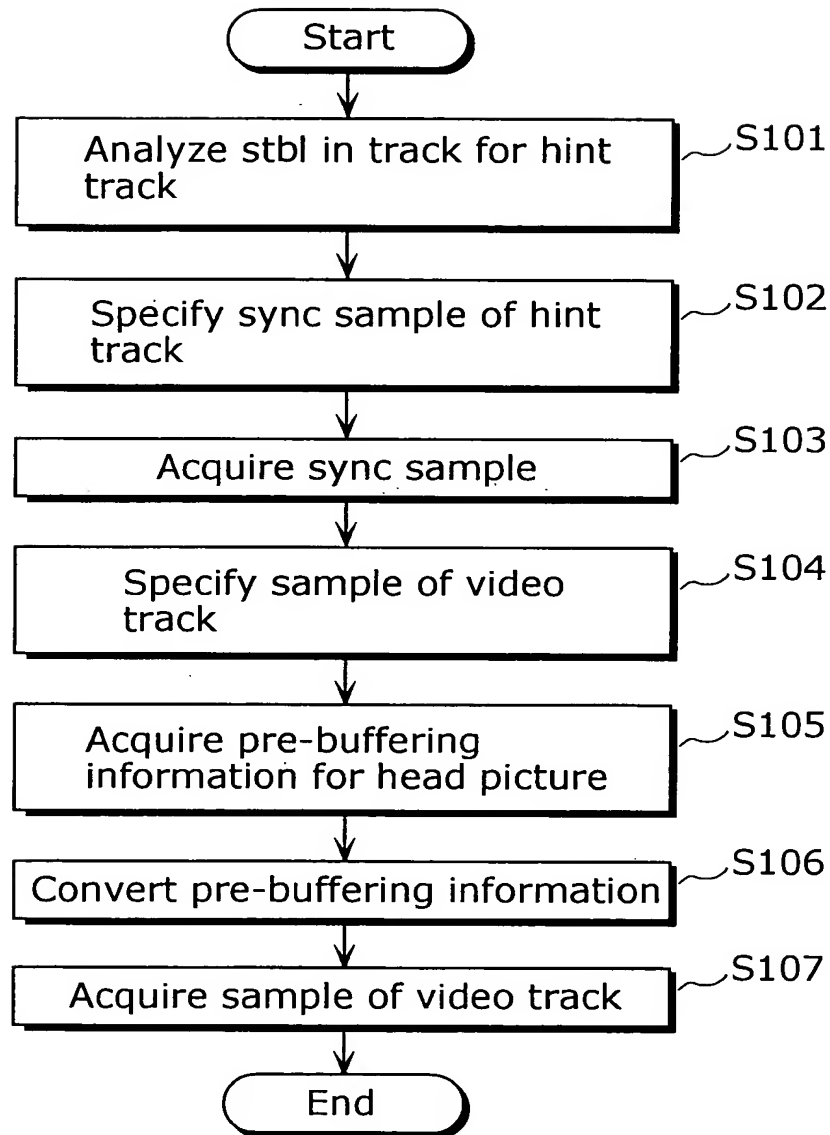 Start
Analyze stbl in track for hint
track
S101
Specify sync sample of hint
track
S102
Acquire sync sample
S103
Specify sample of video
track
S104
Acquire pre-buffering
information for head picture
S105
Convert pre-buffering information
S106
Acquire sample of video track
S107
End